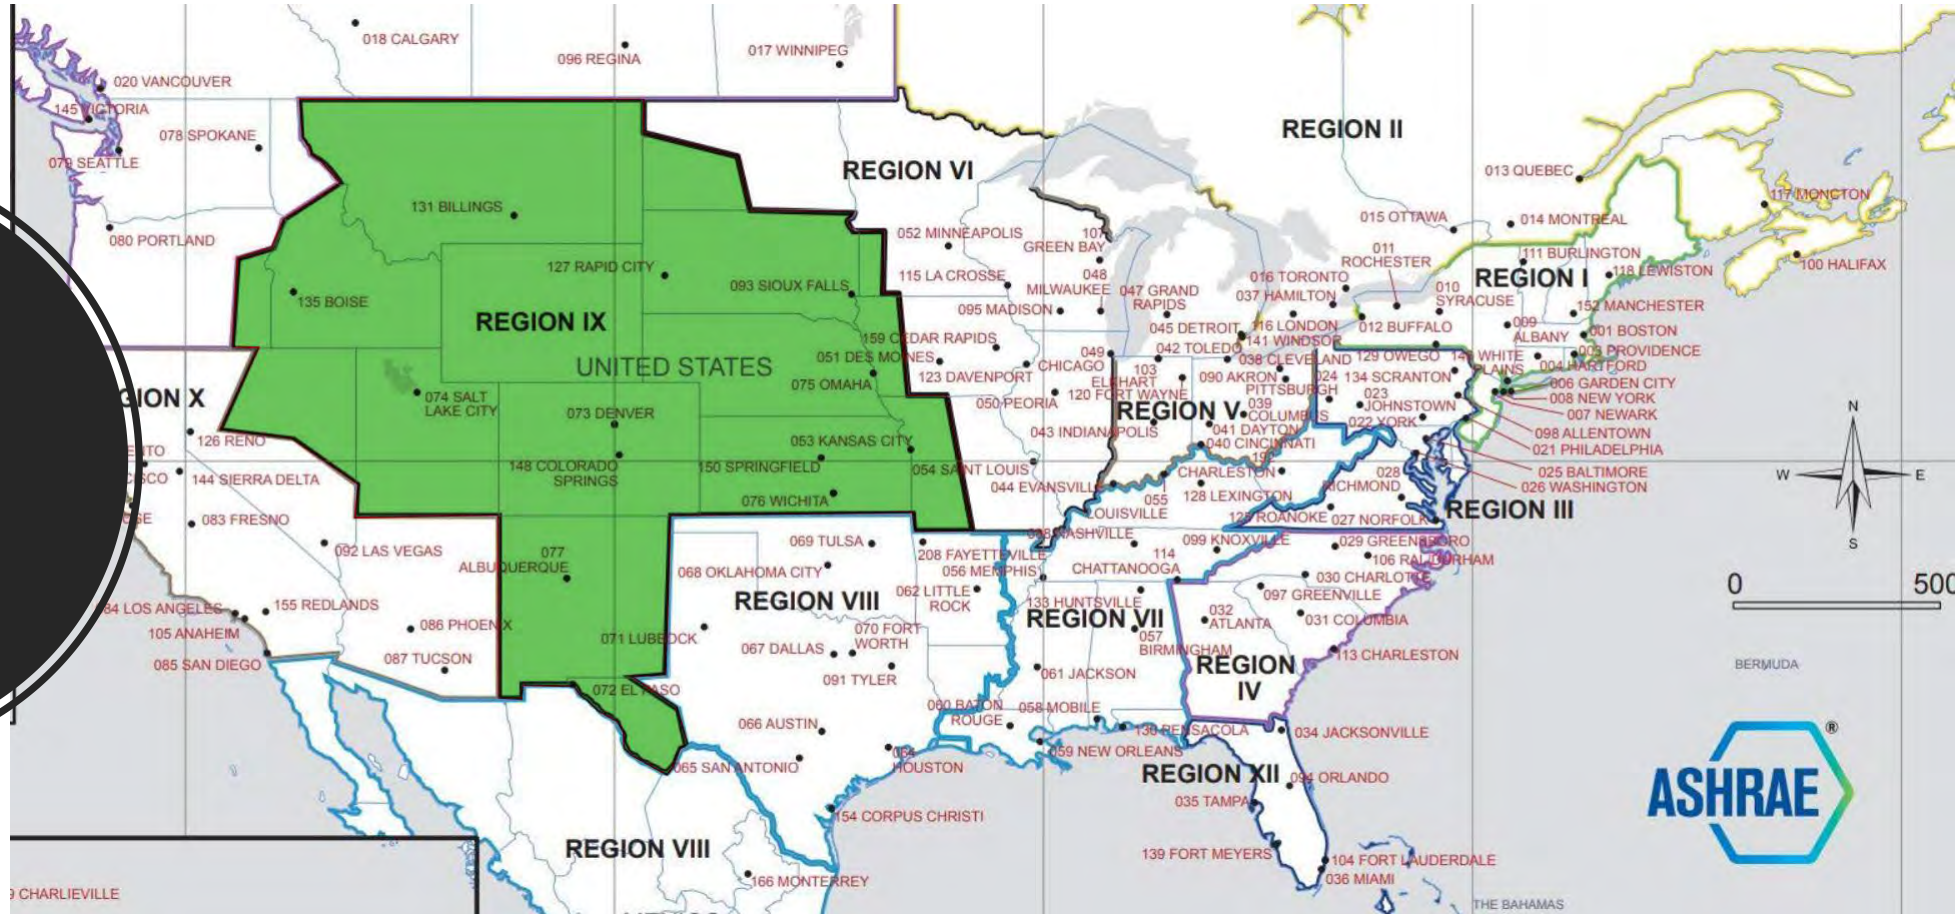 018 CALGARY
096 REGINA
017 WINNIPEG
020 VANCOUVER
145 VICTORIA
078 SPOKANE
079 SEATTLE
080 PORTLAND
REGION II
REGION VI
013 QUEBEC
117 MONCTON
015 OTTAWA
014 MONTREAL
131 BILLINGS
052 MINNEAPOLIS
107
GREEN BAY
011
ROCHESTER
111 BURLINGTON
100 HALIFAX
127 RAPID CITY
115 LA CROSSE
048
MILWAUKEE
016 TORONTO
REGION I
118 LEWISTON
135 BOISE
093 SIOUX FALLS
095 MADISON
047 GRAND
RAPIDS
037 HAMILTON
010
SYRACUSE
152 MANCHESTER
REGION IX
045 DETROIT
116 LONDON
012 BUFFALO
009
ALBANY
001 BOSTON
159 CEDAR RAPIDS
141 WINDSOR
042 TOLEDO
003 PROVIDENCE
UNITED STATES
051 DES MOINES
049
CHICAGO
038 CLEVELAND
129 OWEGO
WHITE
PLAINS
004 HARTFORD
075 OMAHA
123 DAVENPORT
103
ELKHART
090 AKRON
024
PITTSBURGH
134 SCRANTON
006 GARDEN CITY
GION X
074 SALT
LAKE CITY
050 PEORIA
120 FORT WAYNE
023
JOHNSTOWN
008 NEW YORK
073 DENVER
REGION V
039
COLUMBUS
007 NEWARK
126 RENO
053 KANSAS CITY
043 INDIANAPOLIS
041 DAYTON
022 YORK
098 ALLENTOWN
040 CINCINNATI
021 PHILADELPHIA
ENTO
148 COLORADO
SPRINGS
150 SPRINGFIELD
054 SAINT LOUIS
CHARLESTON
025 BALTIMORE
CISCO
144 SIERRA DELTA
044 EVANSVILLE
028
RICHMOND
026 WASHINGTON
076 WICHITA
055
LOUISVILLE
128 LEXINGTON
083 FRESNO
ROANOKE
027 NORFOLK
REGION III
092 LAS VEGAS
077
ALBUQUERQUE
069 TULSA
208 FAYETTEVILLE
NASHVILLE
099 KNOXVILLE
029 GREENSBORO
106 RAL/DURHAM
068 OKLAHOMA CITY
056 MEMPHIS
114
CHATTANOOGA
030 CHARLOTTE
084 LOS ANGELES
155 REDLANDS
REGION VIII
062 LITTLE
ROCK
133 HUNTSVILLE
097 GREENVILLE
105 ANAHEIM
086 PHOENIX
071 LUBBOCK
070 FORT
WORTH
REGION VII
032
ATLANTA
031 COLUMBIA
085 SAN DIEGO
087 TUCSON
067 DALLAS
057
BIRMINGHAM
113 CHARLESTON
091 TYLER
061 JACKSON
REGION
IV
072 EL PASO
060 BATON
ROUGE
058 MOBILE
066 AUSTIN
130 PENSACOLA
034 JACKSONVILLE
065 SAN ANTONIO
064
HOUSTON
059 NEW ORLEANS
REGION XII
094 ORLANDO
035 TAMPA
154 CORPUS CHRISTI
REGION VIII
139 FORT MEYERS
104 FORT LAUDERDALE
036 MIAMI
166 MONTERREY
9 CHARLIEVILLE
THE BAHAMAS
BERMUDA
N
W
E
S
0
500
ASHRAE®